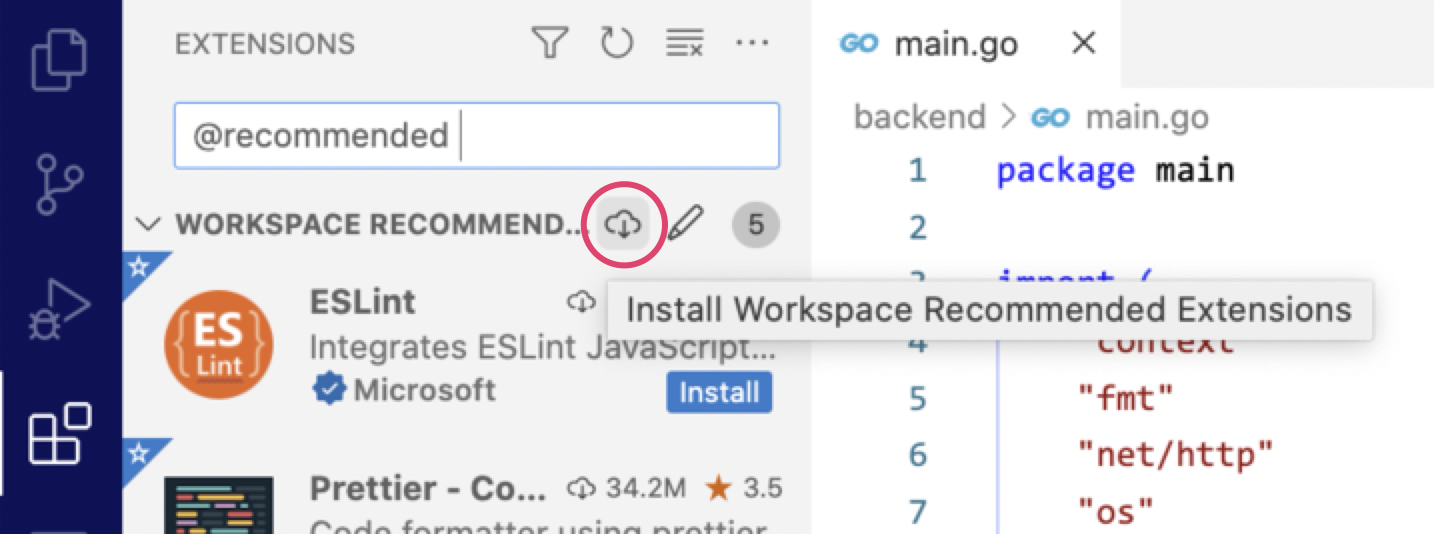 EXTENSIONS
@recommended
WORKSPACE RECOMMEND... 5
ESLint
Integrates ESLint JavaScript...
Microsoft Install
ES
Lint
Prettier - Co... 34.2M 3.5
Code formatter using prettier
GO main.go
backend > GO main.go
1 package main
2
3 import (
Install Workspace Recommended Extensions
4 "context"
5 "fmt"
6 "net/http"
7 "os"